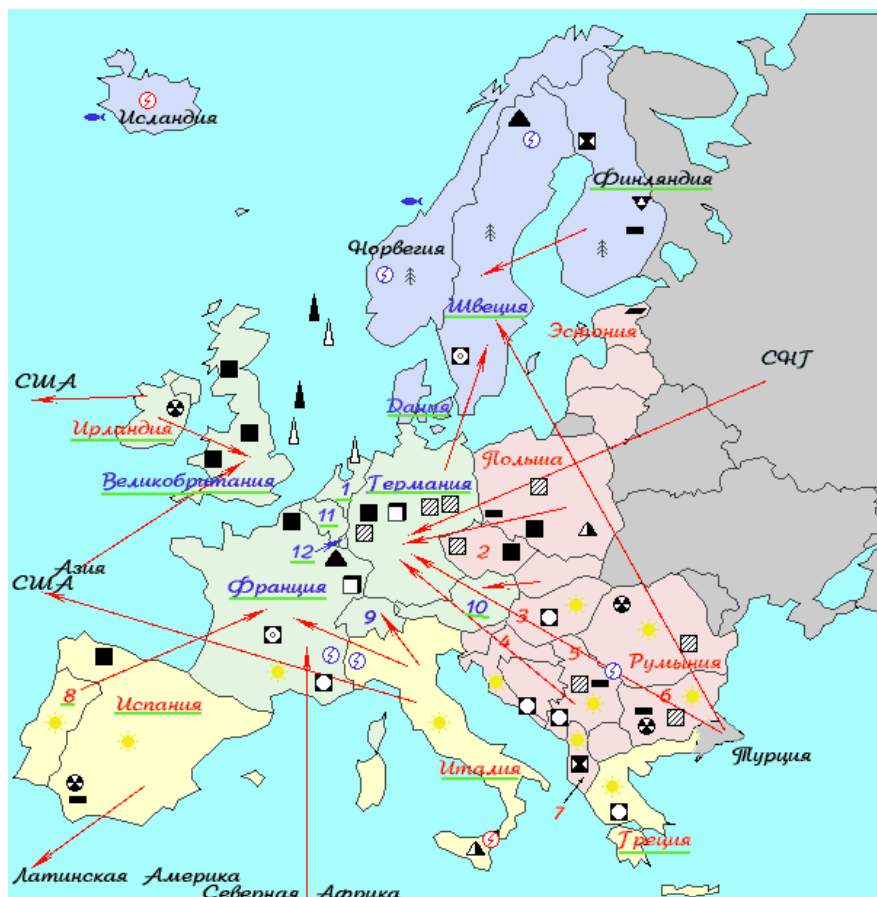 Исландия
Финляндия
Норвегия
Швеция
Эстония
СНГ
США
Дания
Ирландия
Польша
Великобритания
1
Германия
11
12
2
Азия
США
Франция
10
3
9
4
5
Румыния
8
Испания
6
Турция
Италия
7
Греция
Латинская Америка
Северная Африка